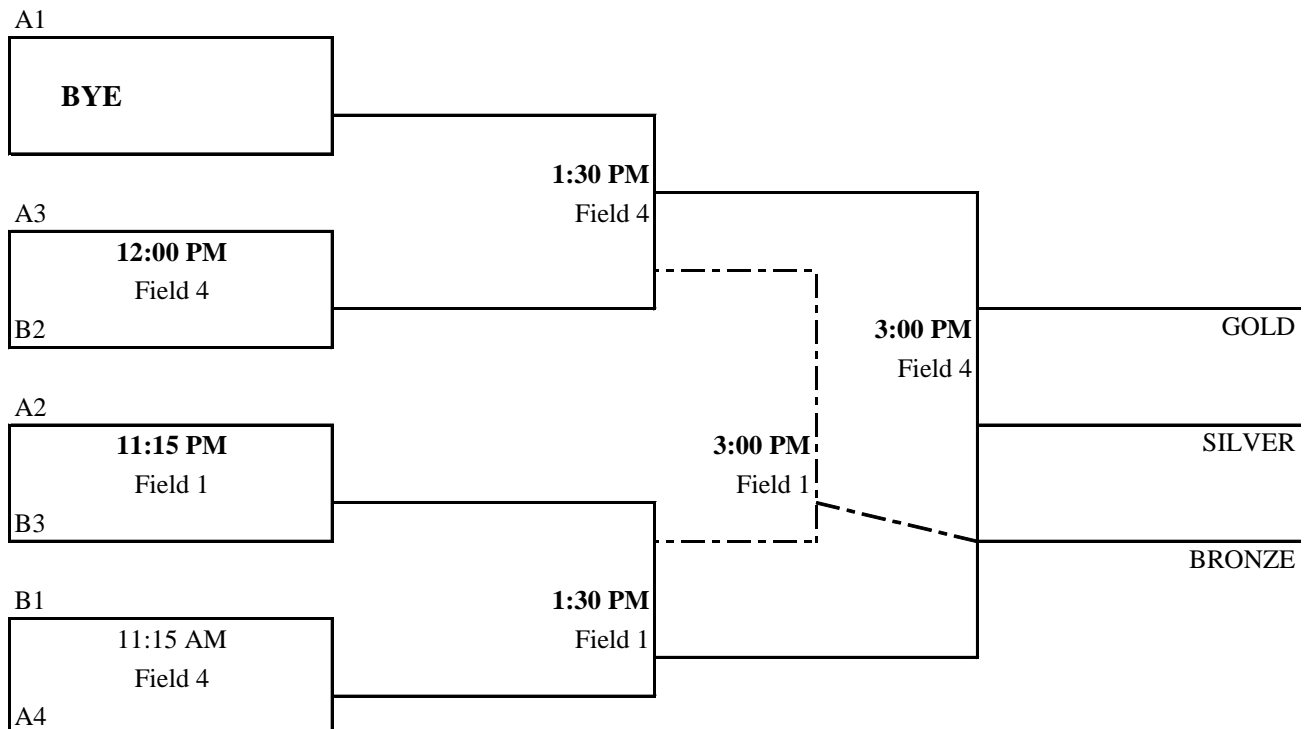 A1
BYE
1:30 PM
Field 4
A3
12:00 PM
Field 4
B2
3:00 PM
Field 4
GOLD
A2
11:15 PM
Field 1
B3
3:00 PM
Field 1
SILVER
BRONZE
B1
11:15 AM
Field 4
A4
1:30 PM
Field 1